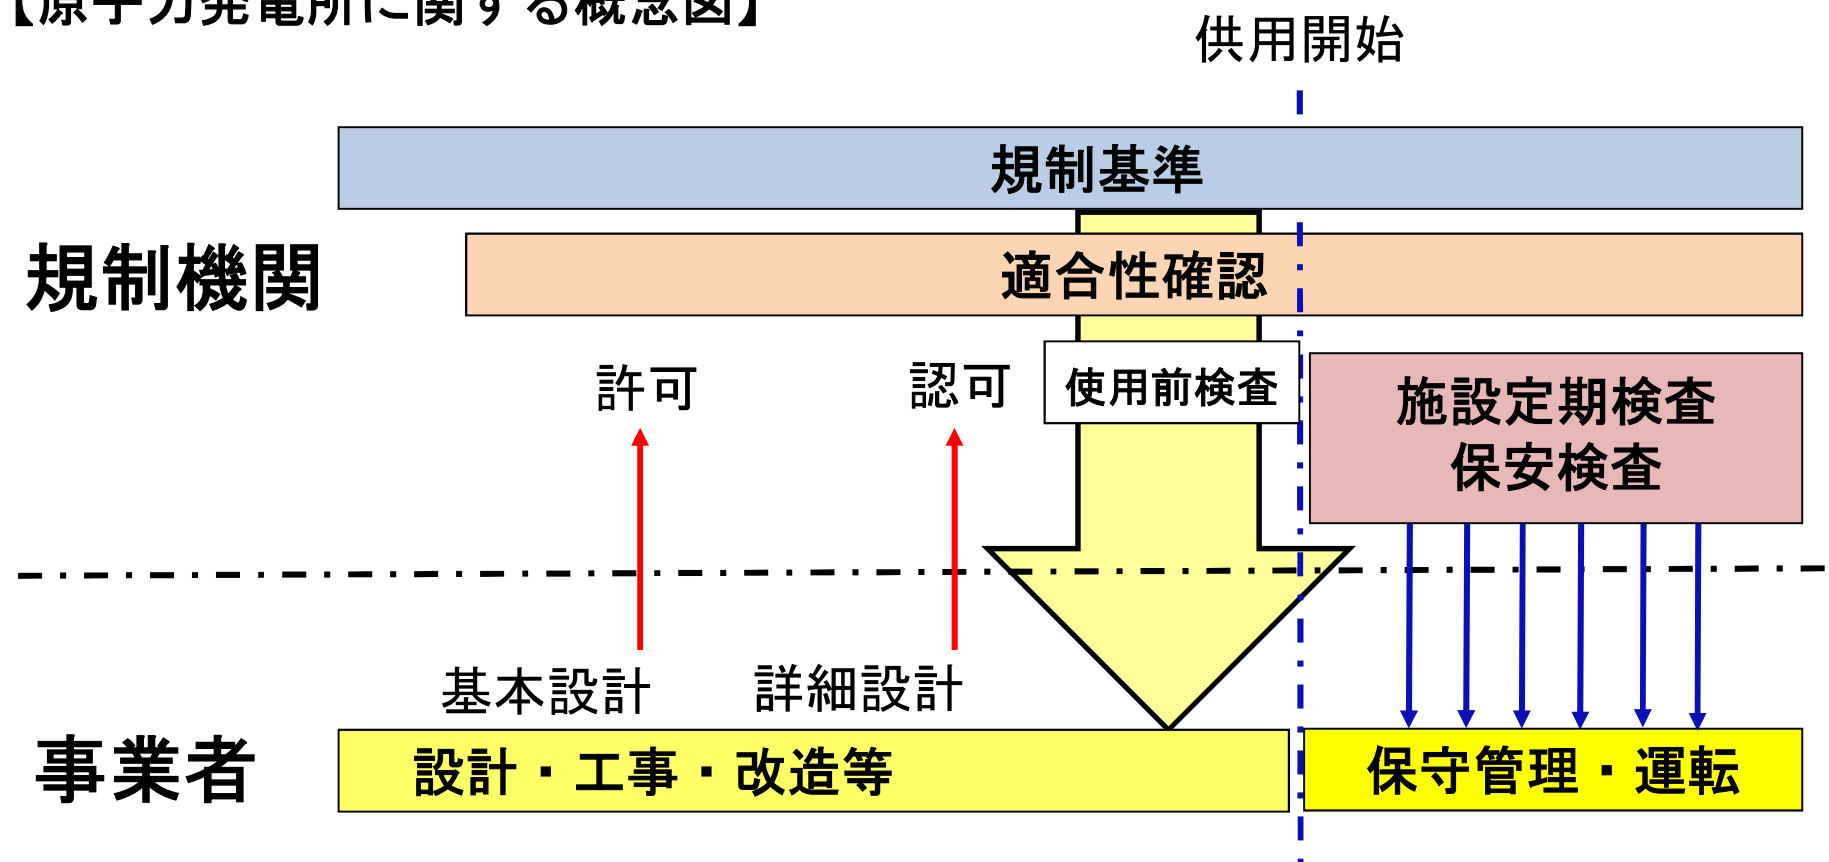 【原子力発電所に関する概念図】
供用開始
規制基準
規制機関
適合性確認
許可
認可
使用前検査
施設定期検査
保安検査
基本設計
詳細設計
事業者
設計・工事・改造等
保守管理・運転